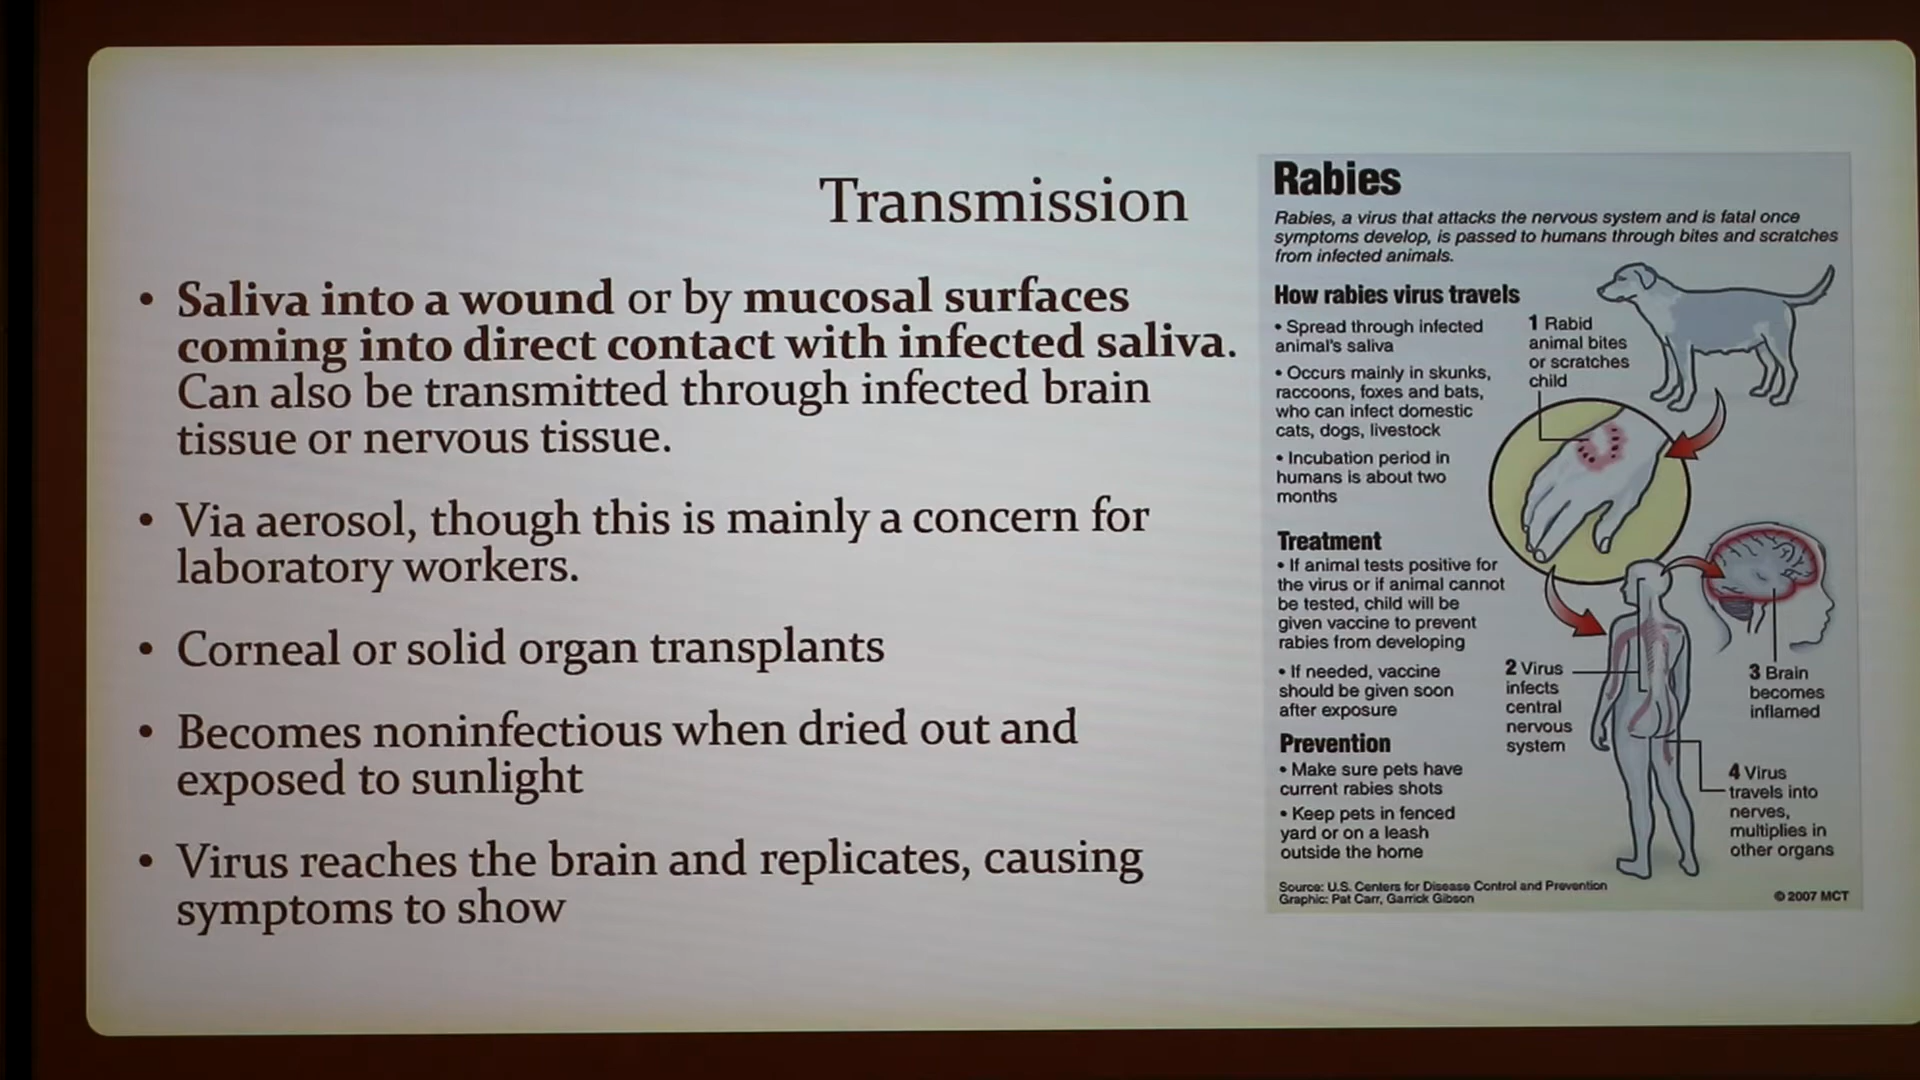 Transmission
• Saliva into a wound or by mucosal surfaces
coming into direct contact with infected saliva.
Can also be transmitted through infected brain
tissue or nervous tissue.
• Via aerosol, though this is mainly a concern for
laboratory workers.
• Corneal or solid organ transplants
• Becomes noninfectious when dried out and
exposed to sunlight
• Virus reaches the brain and replicates, causing
symptoms to show
Rabies
Rabies, a virus that attacks the nervous system and is fatal once
symptoms develop, is passed to humans through bites and scratches
from infected animals.
How rabies virus travels
• Spread through infected
animal's saliva
• Occurs mainly in skunks,
raccoons, foxes and bats,
who can infect domestic
cats, dogs, livestock
• Incubation period in
humans is about two
months
Treatment
• If animal tests positive for
the virus or if animal cannot
be tested, child will be
given vaccine to prevent
rabies from developing
• If needed, vaccine
should be given soon
after exposure
Prevention
• Make sure pets have
current rabies shots
• Keep pets in fenced
yard or on a leash
outside the home
1 Rabid
animal bites
or scratches
child
2 Virus
infects
central
nervous
system
3 Brain
becomes
inflamed
4 Virus
travels into
nerves,
multiplies in
other organs
Source: U.S. Centers for Disease Control and Prevention
Graphic: Pat Carr, Garrick Gibson
© 2007 MCT